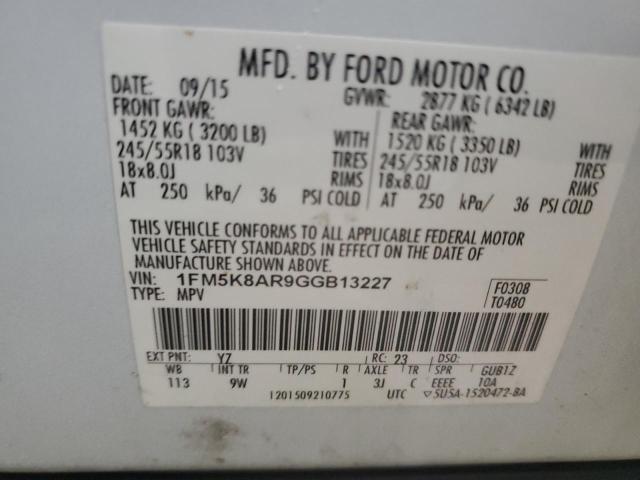 MFD. BY FORD MOTOR CO.
DATE: 09/15 GVWR: 2877 KG ( 6342 LB)
FRONT GAWR: REAR GAWR:
1452 KG ( 3200 LB) WITH 1520 KG ( 3350 LB) WITH
245/55R18 103V TIRES 245/55R18 103V TIRES
18x8.0J RIMS 18x8.0J RIMS
AT 250 kPa/ 36 PSI COLD AT 250 kPa/ 36 PSI COLD
THIS VEHICLE CONFORMS TO ALL APPLICABLE FEDERAL MOTOR
VEHICLE SAFETY STANDARDS IN EFFECT ON THE DATE OF
MANUFACTURE SHOWN ABOVE.
VIN: 1FM5K8AR9GGB13227 F0308
TYPE: MPV T0480
EXT PNT: YZ RC: 23 DSO:
WB INT TR TP/PS R AXLE TR SPR GUB1Z
113 9W 1 3J C EEEE 10A
1201509210775 UTC ▽5U5A-1520472-BA